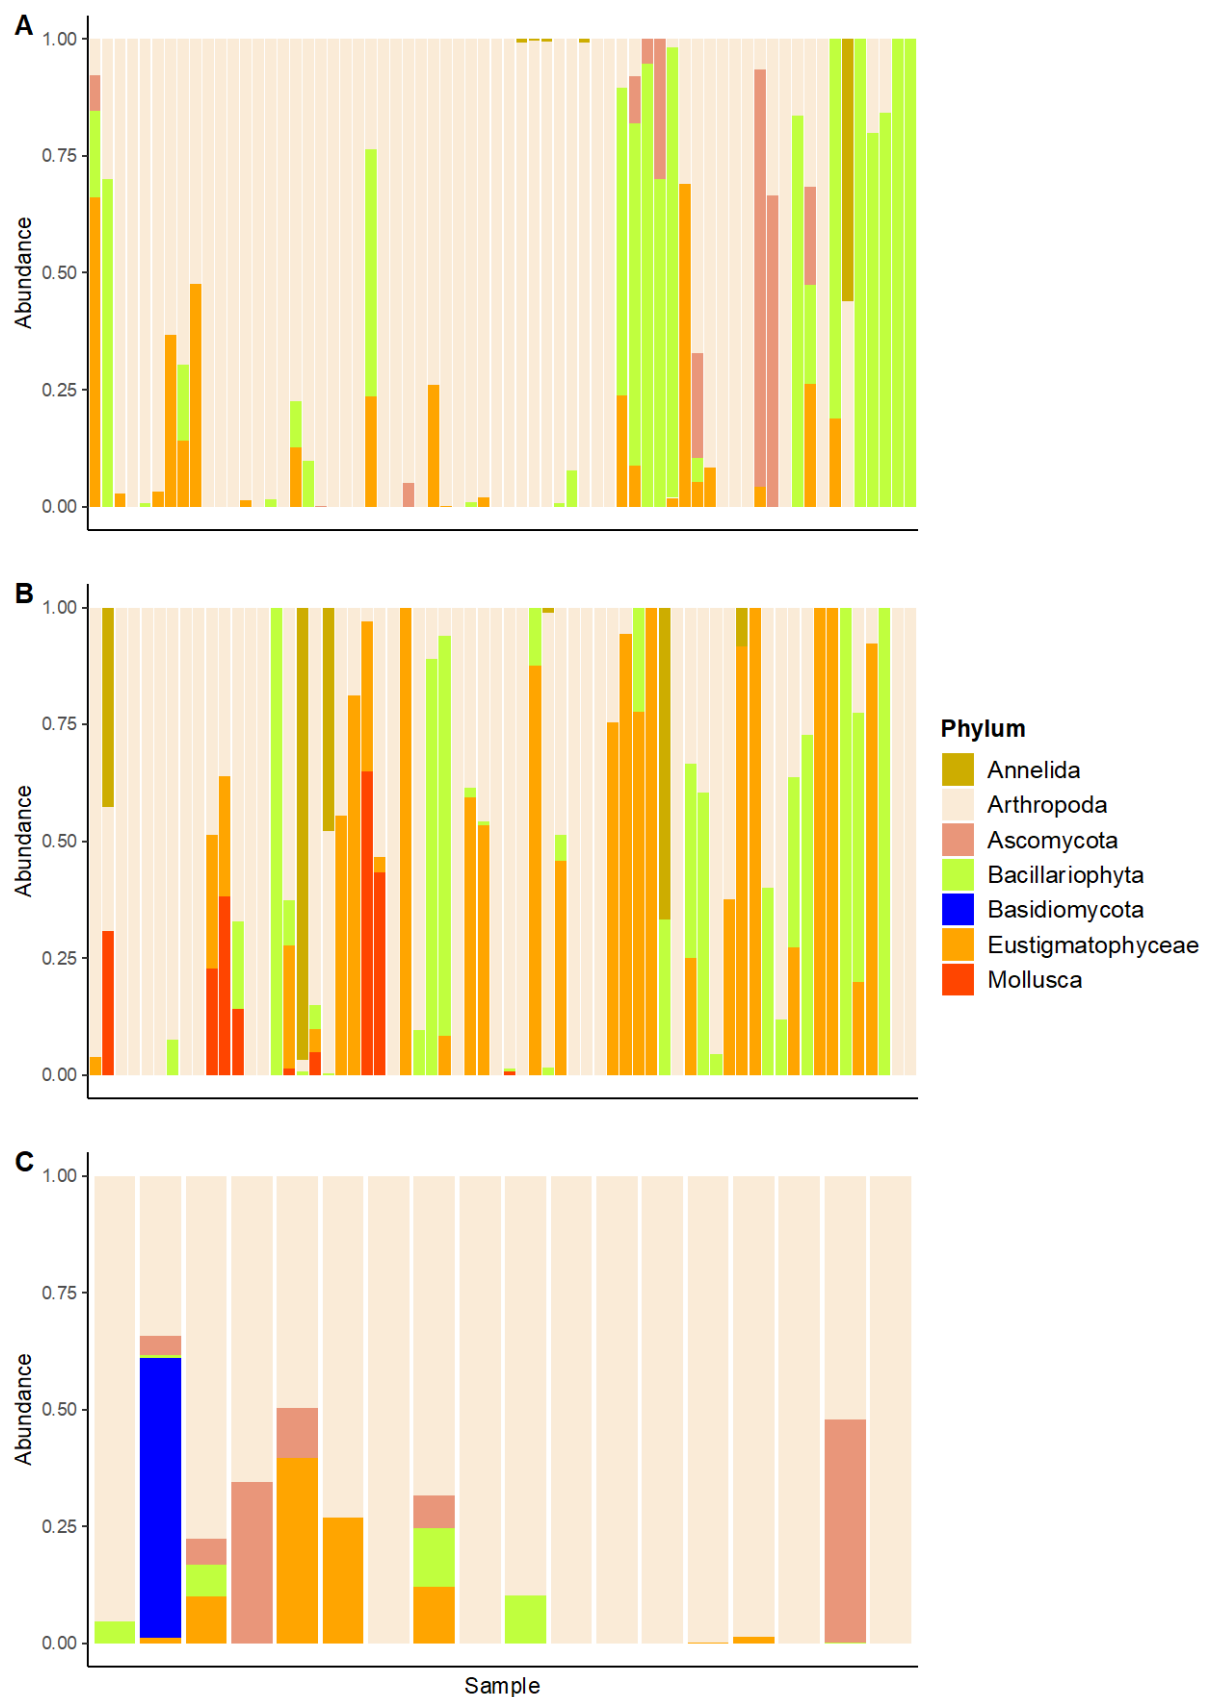 A
1.00
0.75
0.50
0.25
0.00
Abundance
B
1.00
0.75
0.50
0.25
0.00
Abundance
Phylum
Annelida
Arthropoda
Ascomycota
Bacillariophyta
Basidiomycota
Eustigmatophyceae
Mollusca
C
1.00
0.75
0.50
0.25
0.00
Abundance
Sample